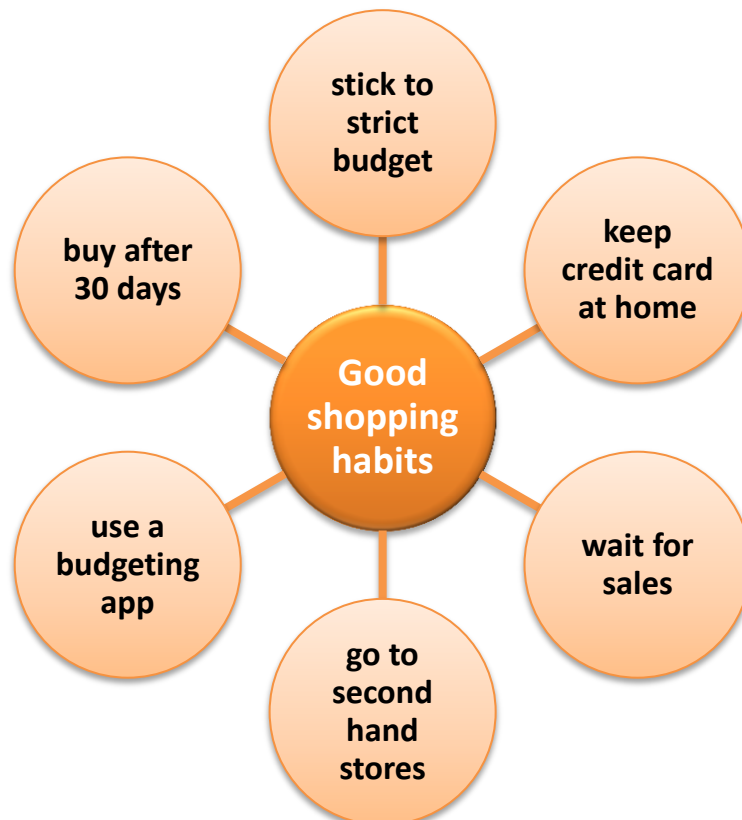 stick to
strict
budget
keep
credit card
at home
wait for
sales
go to
second
hand
stores
use a
budgeting
app
buy after
30 days
Good
shopping
habits